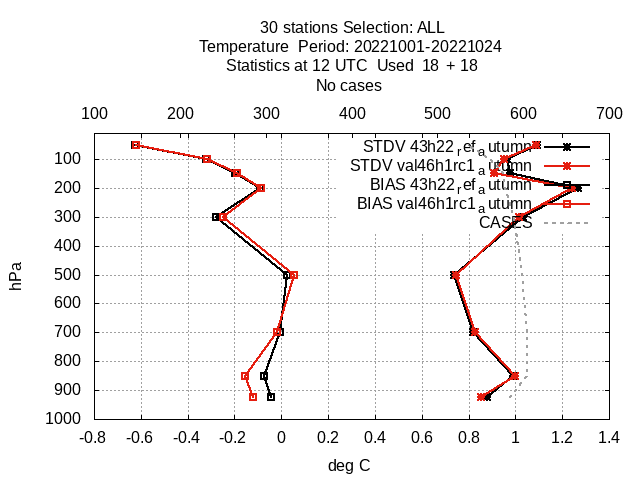 30 stations Selection: ALL
Temperature Period: 20221001-20221024
Statistics at 12 UTC Used 18 + 18
No cases
100 200 300 400 500 600 700
STDV 43h22_ref_autumn
STDV val46h1rc1_autumn
BIAS 43h22_ref_autumn
BIAS val46h1rc1_autumn
CASES
100
200
300
400
500
600
700
800
900
1000
hPa
-0.8 -0.6 -0.4 -0.2 0 0.2 0.4 0.6 0.8 1 1.2 1.4
deg C